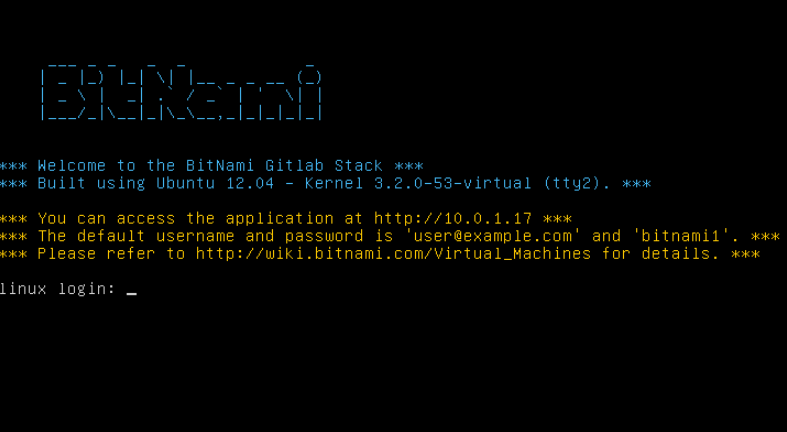 BitNami
*** Welcome to the BitNami Gitlab Stack ***
*** Built using Ubuntu 12.04 - Kernel 3.2.0-53-virtual (tty2). ***
*** You can access the application at http://10.0.1.17 ***
*** The default username and password is 'user@example.com' and 'bitnami1'. ***
*** Please refer to http://wiki.bitnami.com/Virtual_Machines for details. ***
linux login: _